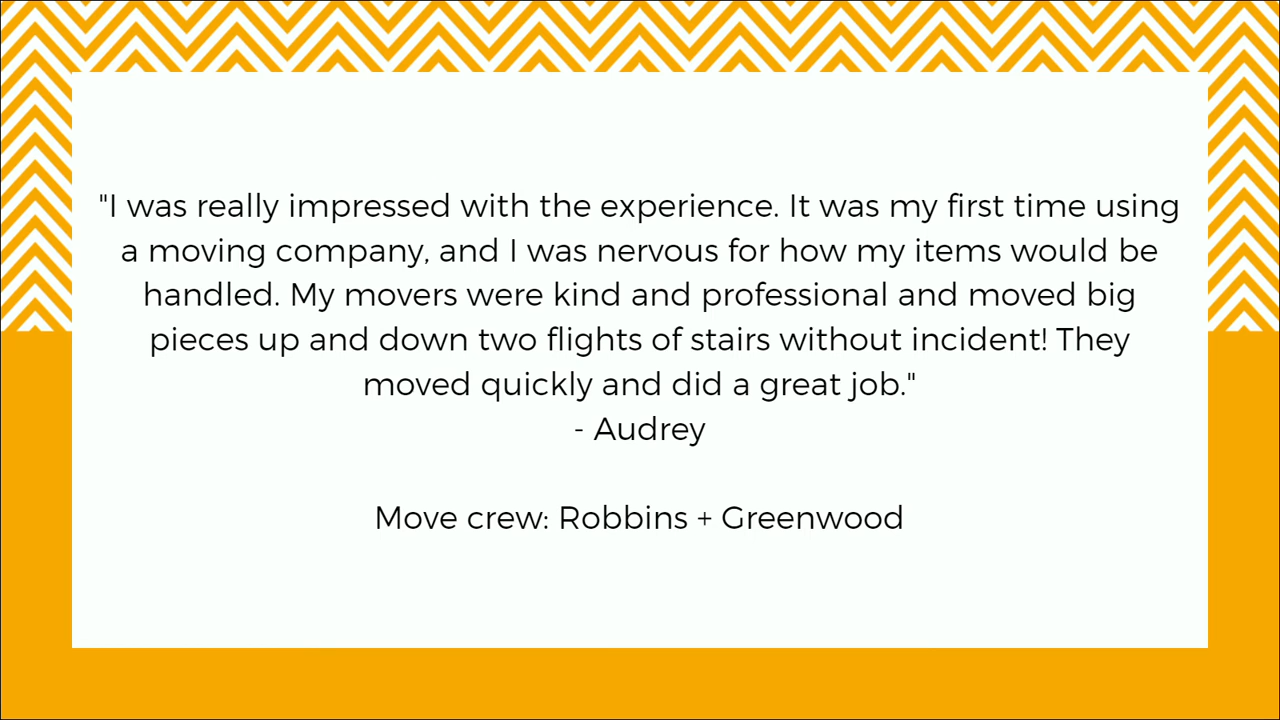 "I was really impressed with the experience. It was my first time using
a moving company, and I was nervous for how my items would be
handled. My movers were kind and professional and moved big
pieces up and down two flights of stairs without incident! They
moved quickly and did a great job."
- Audrey
Move crew: Robbins + Greenwood